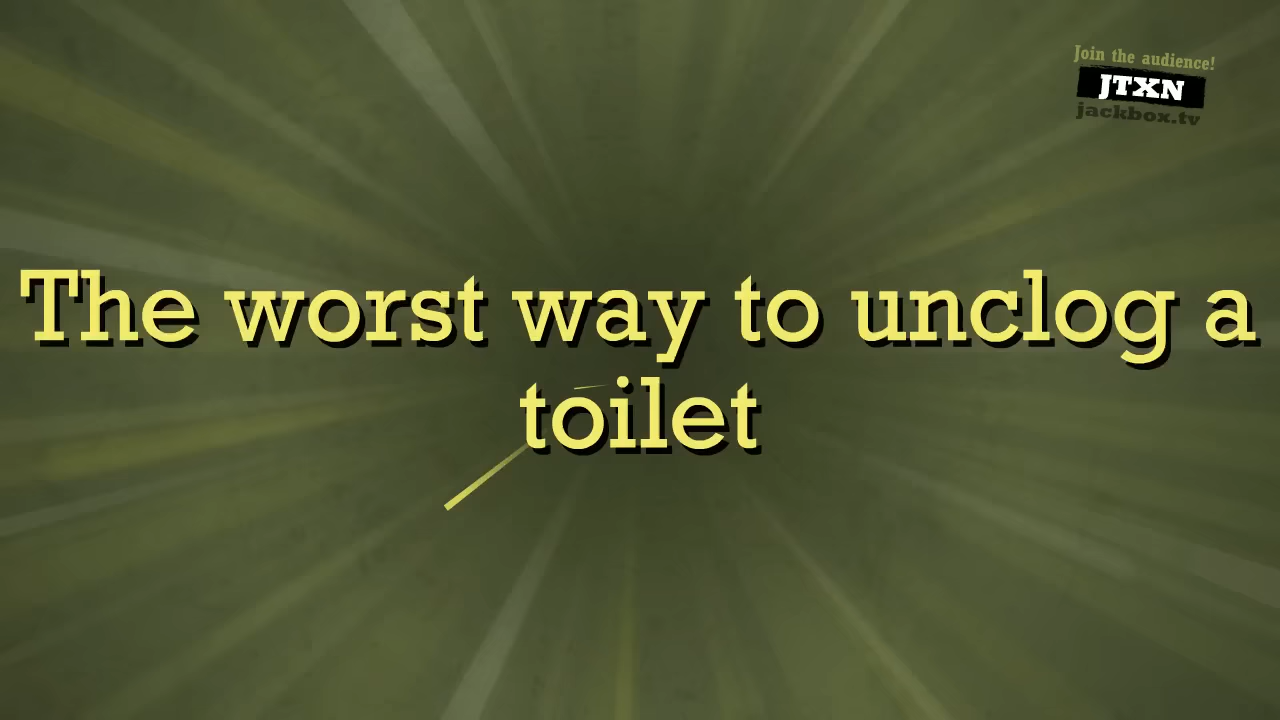 Join the audience!
JTXN
jackbox.tv
The worst way to unclog a
toilet